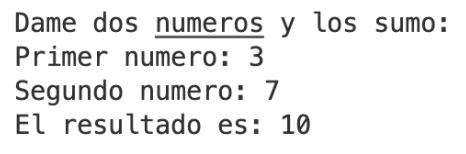 Dame dos numeros y los sumo:
Primer numero: 3
Segundo numero: 7
El resultado es: 10